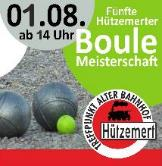 01.08.
ab 14 Uhr
Fünfte
Hützemerter
Boule
Meisterschaft
TREFFPUNKT ALTER BAHNHOF
Hützemert